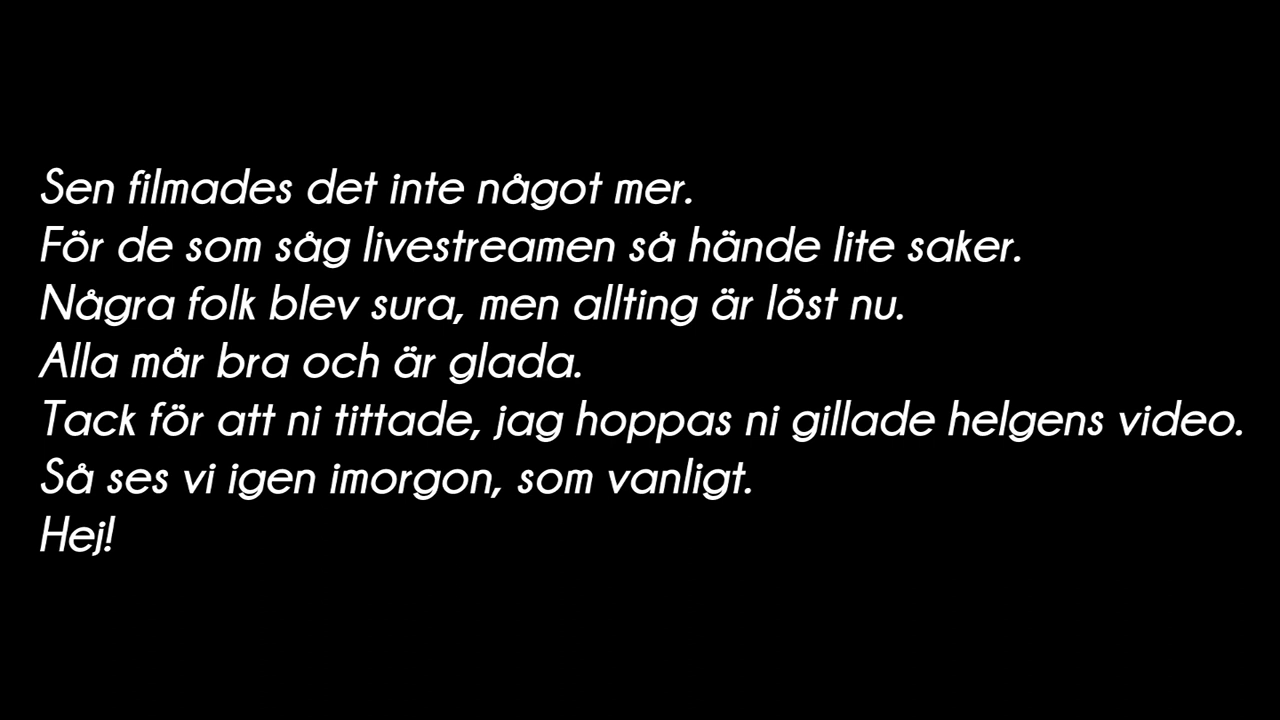 Sen filmades det inte något mer.
För de som såg livestreamen så hände lite saker.
Några folk blev sura, men allting är löst nu.
Alla mår bra och är glada.
Tack för att ni tittade, jag hoppas ni gillade helgens video.
Så ses vi igen imorgon, som vanligt.
Hej!